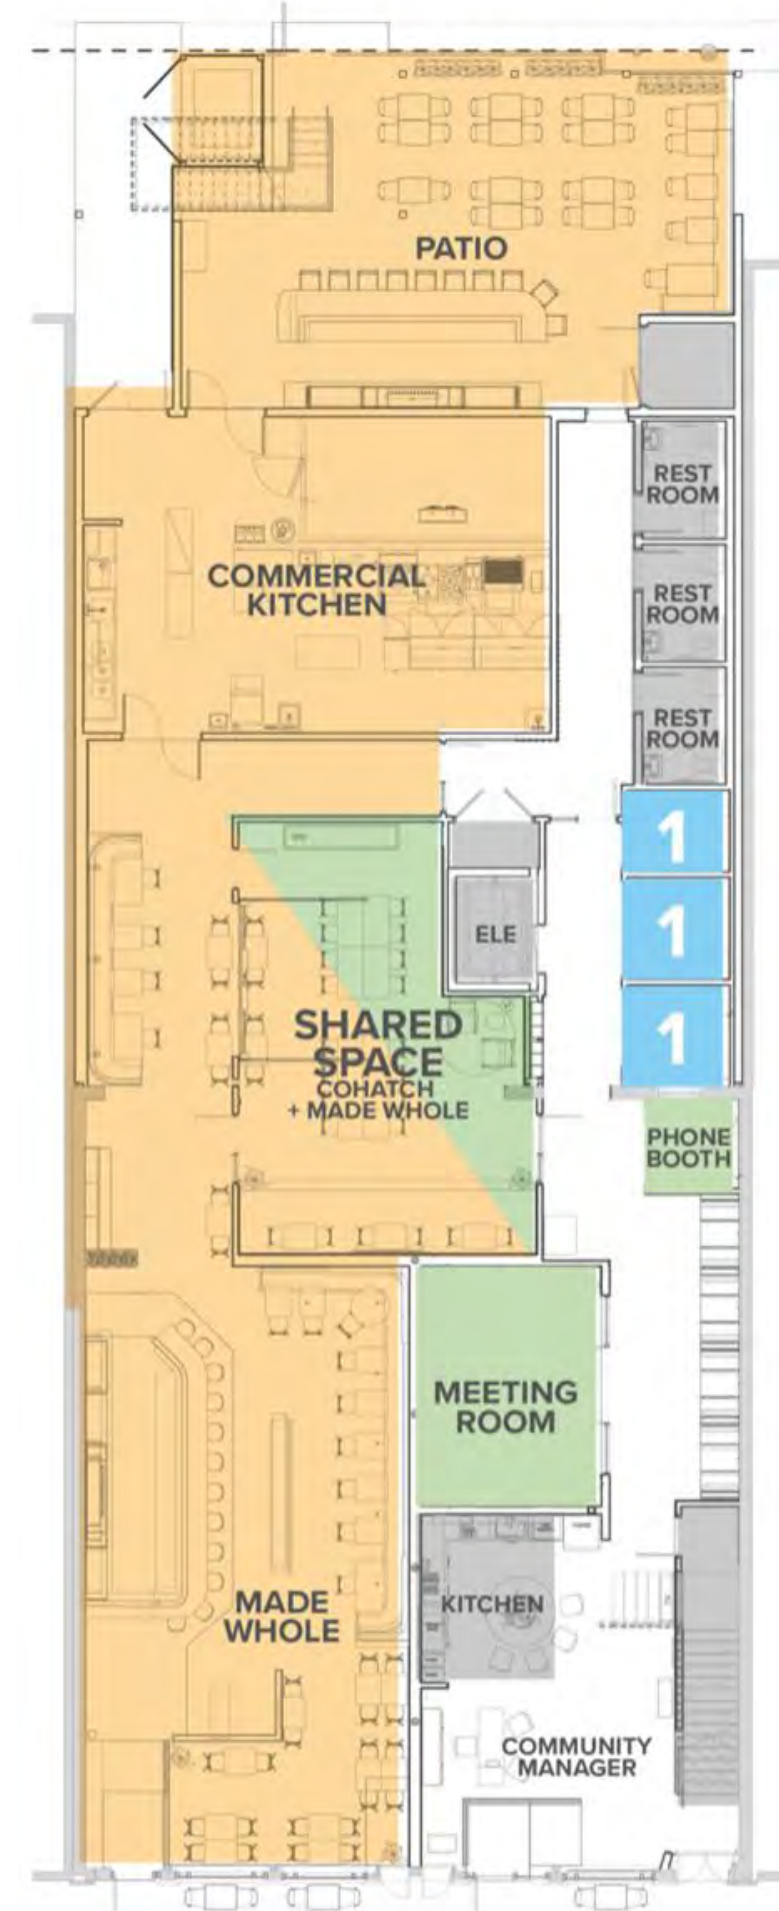 PATIO
REST
ROOM
COMMERCIAL
KITCHEN
REST
ROOM
REST
ROOM
1
ELE
1
SHARED
SPACE
COHATCH
+ MADE WHOLE
1
PHONE
BOOTH
MEETING
ROOM
MADE
WHOLE
KITCHEN
COMMUNITY
MANAGER